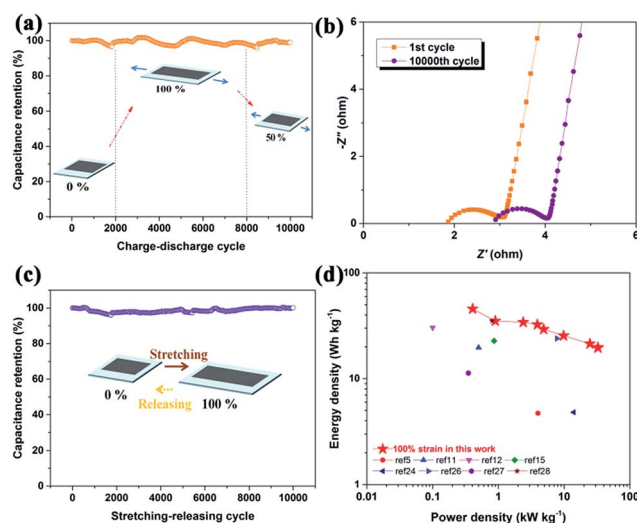 (a)
100
80
60
40
20
0
Capacitance retention (%)
0 %
100 %
50 %
0 2000 4000 6000 8000 10000
Charge-discharge cycle
(b)
-6
-5
-4
-3
-2
-1
0
-Z″ (ohm)
1st cycle
10000th cycle
0 2 4 6
Z′ (ohm)
(c)
100
80
60
40
20
0
Capacitance retention (%)
Stretching
0 %
Releasing
100 %
0 2000 4000 6000 8000 10000
Stretching-releasing cycle
(d)
100
10
1
Energy density (Wh kg⁻¹)
100% strain in this work
ref5 ref11 ref12 ref15
ref24 ref26 ref27 ref28
0.01 0.1 1 10 100
Power density (kW kg⁻¹)